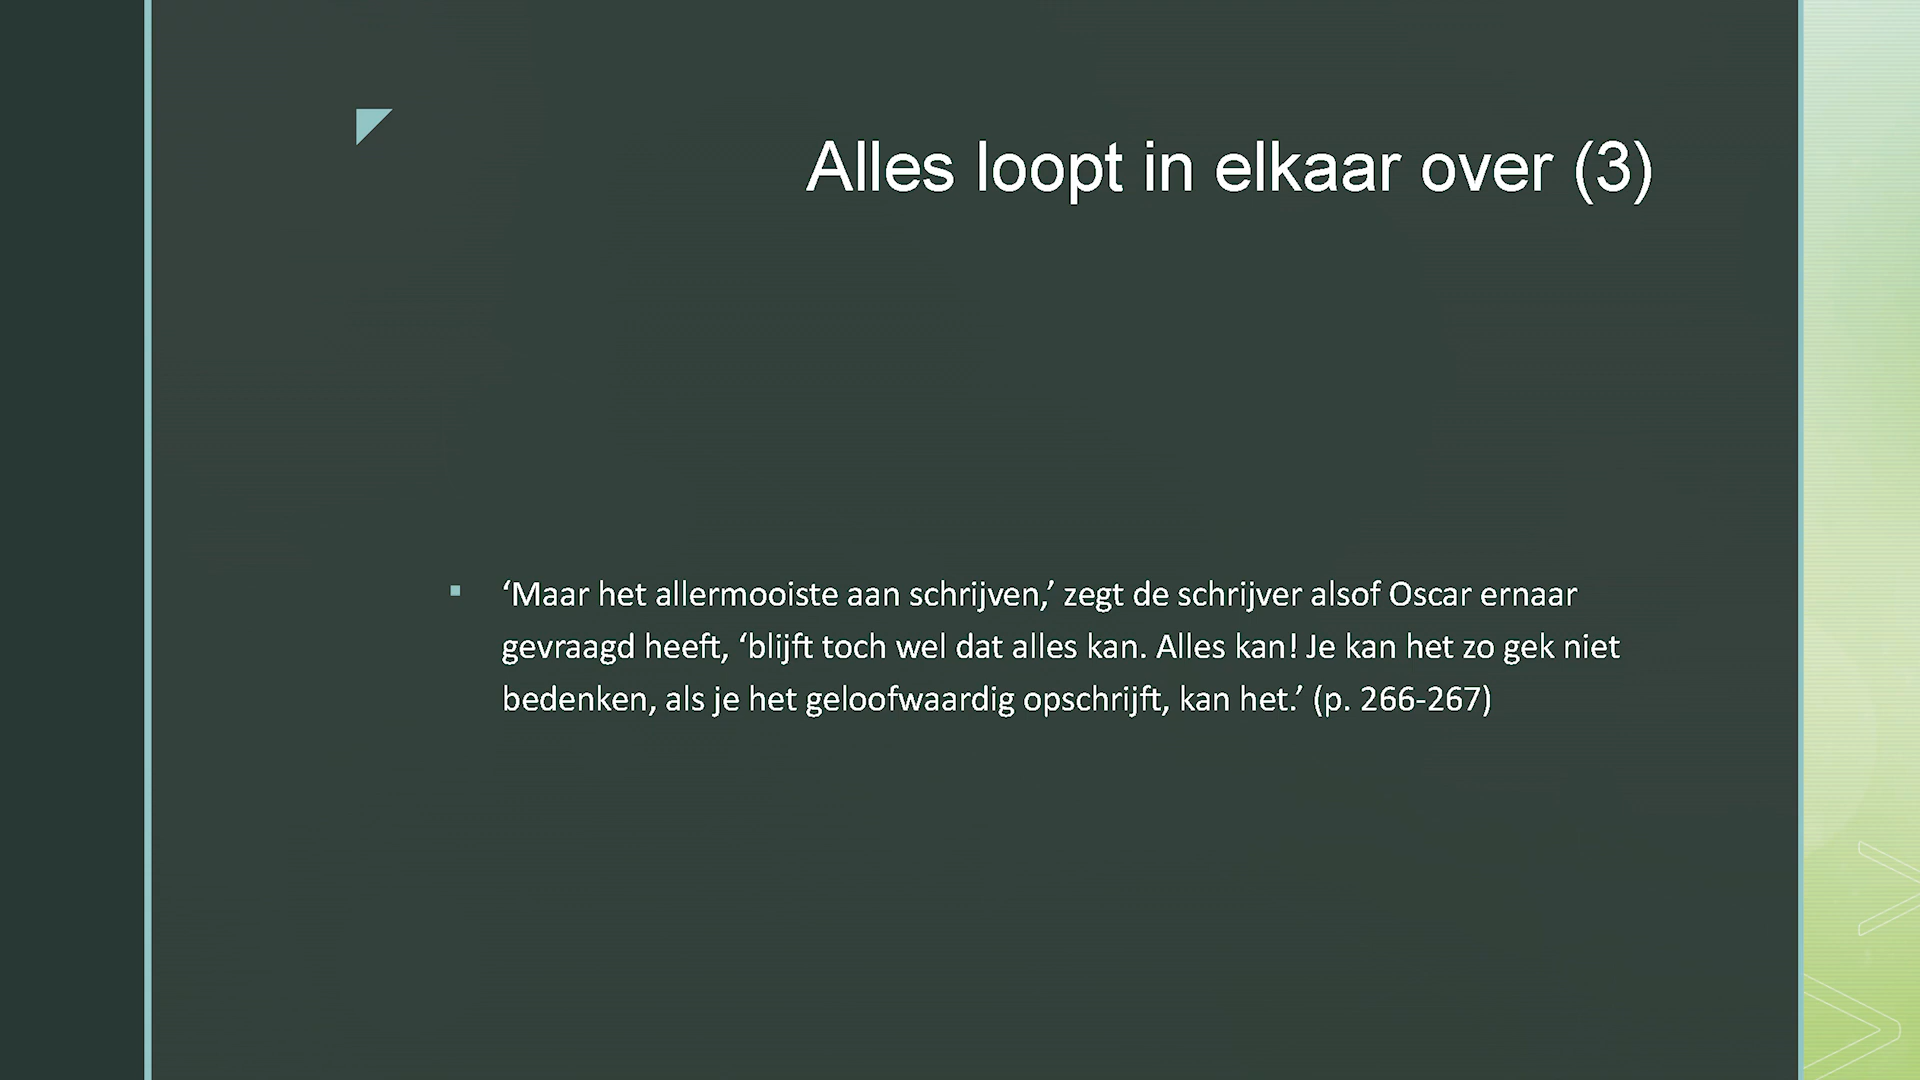 Alles loopt in elkaar over (3)
▪ ‘Maar het allermooiste aan schrijven,’ zegt de schrijver alsof Oscar ernaar
gevraagd heeft, ‘blijft toch wel dat alles kan. Alles kan! Je kan het zo gek niet
bedenken, als je het geloofwaardig opschrijft, kan het.’ (p. 266-267)